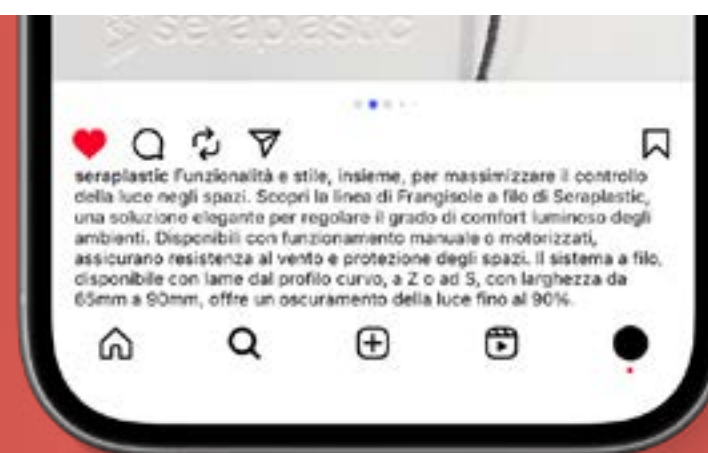 seraplastic
seraplastic Funzionalità e stile, insieme, per massimizzare il controllo
della luce negli spazi. Scopri la linea di Frangisole a filo di Seraplastic,
una soluzione elegante per regolare il grado di comfort luminoso degli
ambienti. Disponibili con funzionamento manuale o motorizzati,
assicurano resistenza al vento e protezione degli spazi. Il sistema a filo,
disponibile con lame dal profilo curvo, a Z o ad S, con larghezza da
65mm a 90mm, offre un oscuramento della luce fino al 90%.